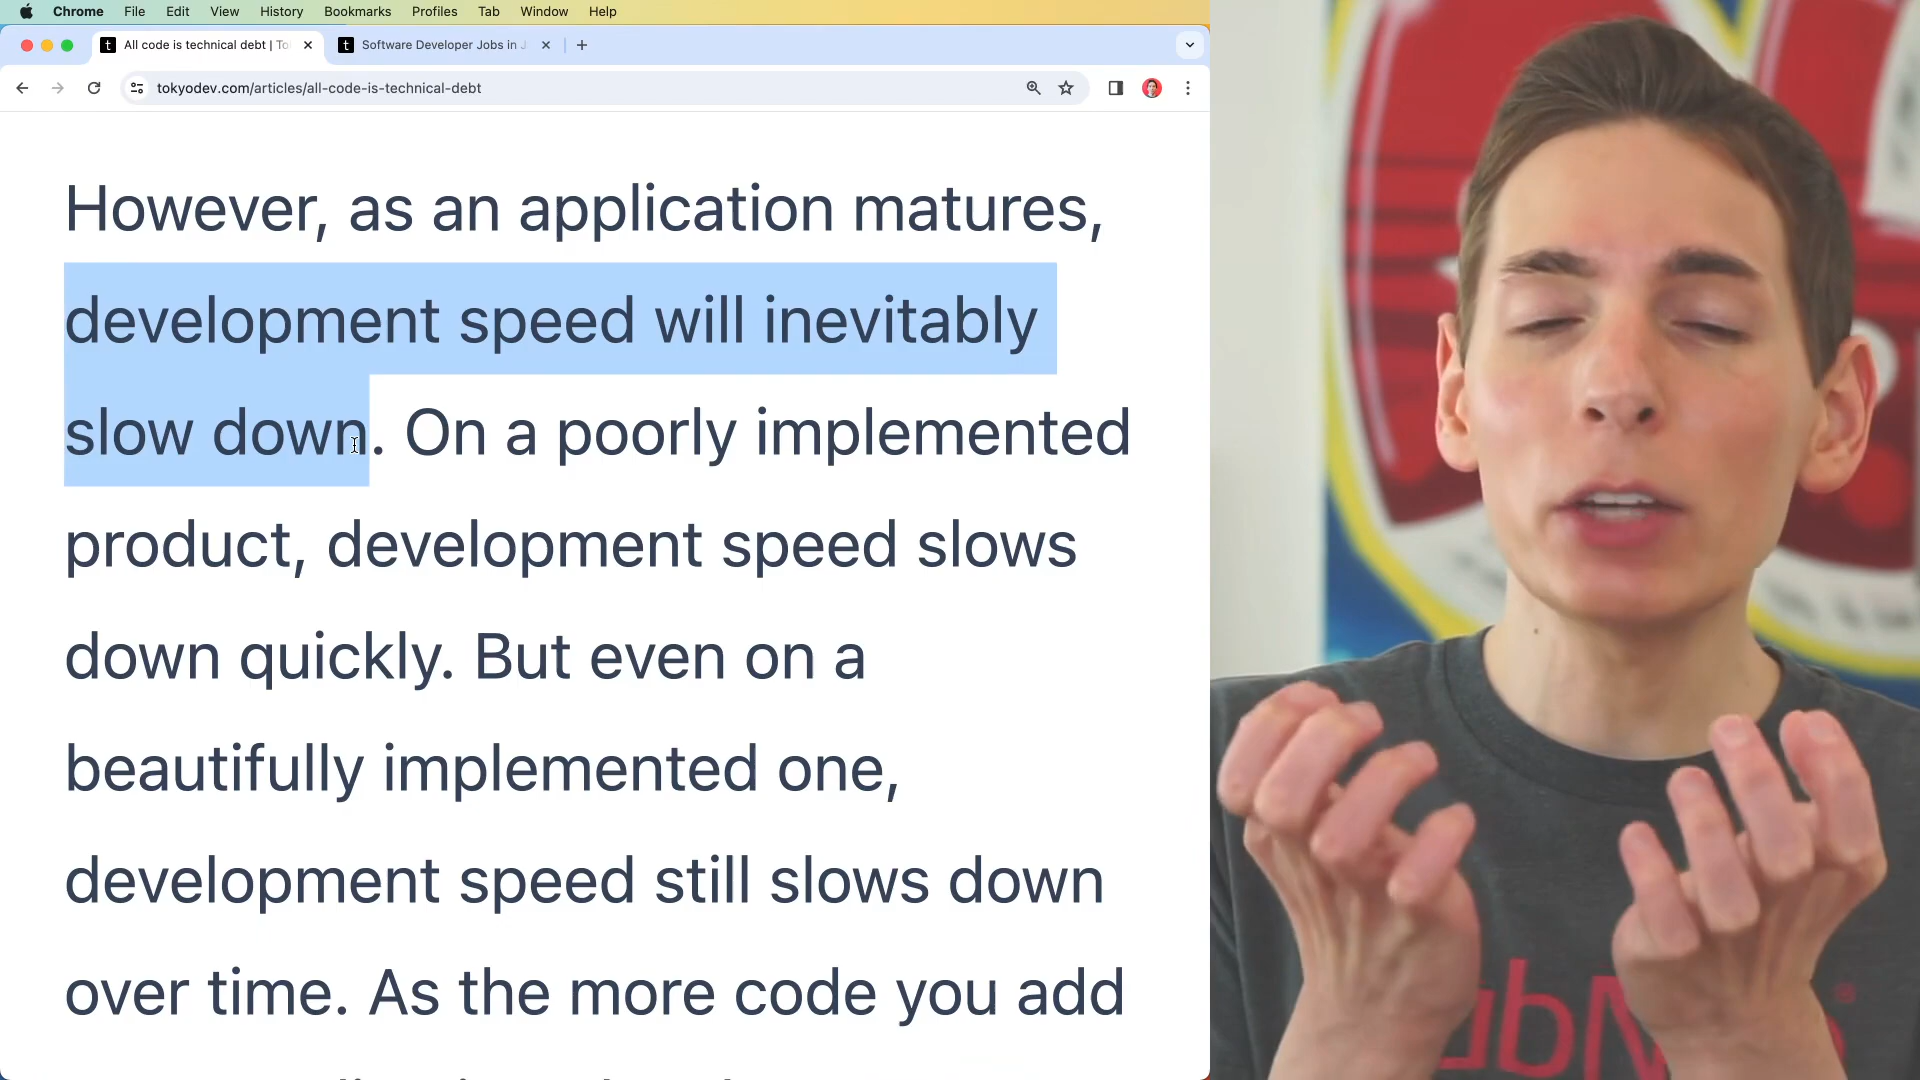 Chrome File Edit View History Bookmarks Profiles Tab Window Help
All code is technical debt | To
Software Developer Jobs in J
tokyodev.com/articles/all-code-is-technical-debt
However, as an application matures,
development speed will inevitably
slow down. On a poorly implemented
product, development speed slows
down quickly. But even on a
beautifully implemented one,
development speed still slows down
over time. As the more code you add